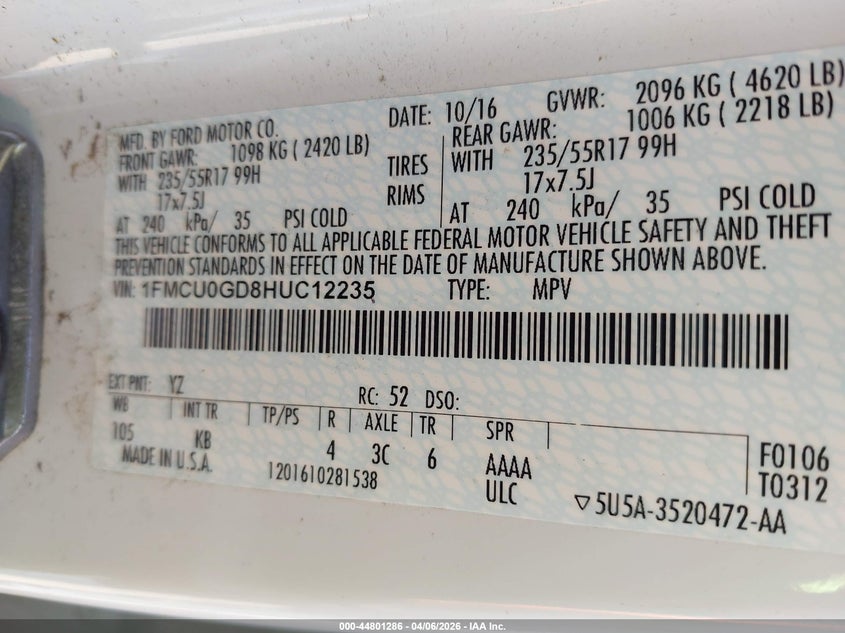 MFD. BY FORD MOTOR CO.
DATE: 10/16 GVWR: 2096 KG ( 4620 LB)
FRONT GAWR: 1098 KG ( 2420 LB)
REAR GAWR: 1006 KG ( 2218 LB)
WITH 235/55R17 99H TIRES WITH 235/55R17 99H
17x7.5J RIMS 17x7.5J
AT 240 kPa/ 35 PSI COLD AT 240 kPa/ 35 PSI COLD
THIS VEHICLE CONFORMS TO ALL APPLICABLE FEDERAL MOTOR VEHICLE SAFETY AND THEFT
PREVENTION STANDARDS IN EFFECT ON THE DATE OF MANUFACTURE SHOWN ABOVE.
VIN: 1FMCU0GD8HUC12235 TYPE: MPV
EXT PNT: YZ RC: 52 DSO:
WB INT TR TP/PS R AXLE TR SPR
105 KB 4 3C 6 AAAA F0106
MADE IN U.S.A. 1201610281538 ULC T0312
5U5A-3520472-AA
000-44801286 - 04/06/2026 - IAA Inc.